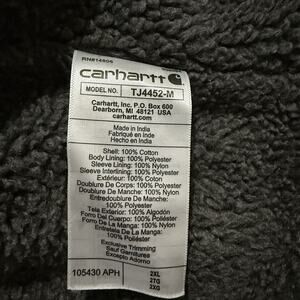 RN#14806
carhartt
MODEL NO. TJ4452-M
Carhartt, Inc. P.O. Box 600
Dearborn, MI 48121 USA
carhartt.com
Made in India
Fabriqué en Inde
Hecho en India
Shell: 100% Cotton
Body Lining: 100% Polyester
Sleeve Lining: 100% Nylon
Sleeve Interlining: 100% Polyester
Extérieur: 100% Coton
Doublure De Corps: 100% Polyester
Doublure De Manche: 100% Nylon
Entredoublure De Manche:
100% Polyester
Tela Exterior: 100% Algodón
Forro Del Cuerpo: 100% Poliéster
Forro De La Manga: 100% Nylon
Entretela De La Manga:
100% Poliéster
Exclusive Trimming
Sauf Garnitures
Excepto Adorno
105430 APH
2XL
2TG
2XG